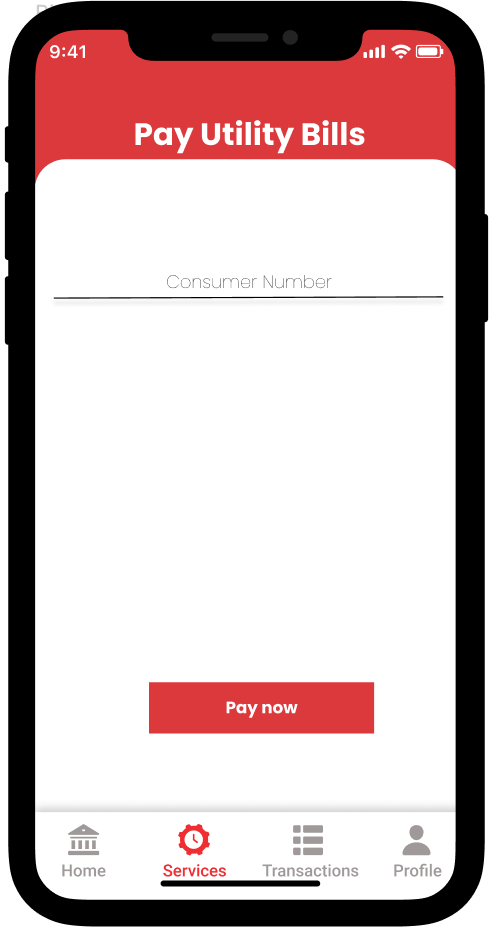 9:41
Pay Utility Bills
Consumer Number
Pay now
Home Services Transactions Profile